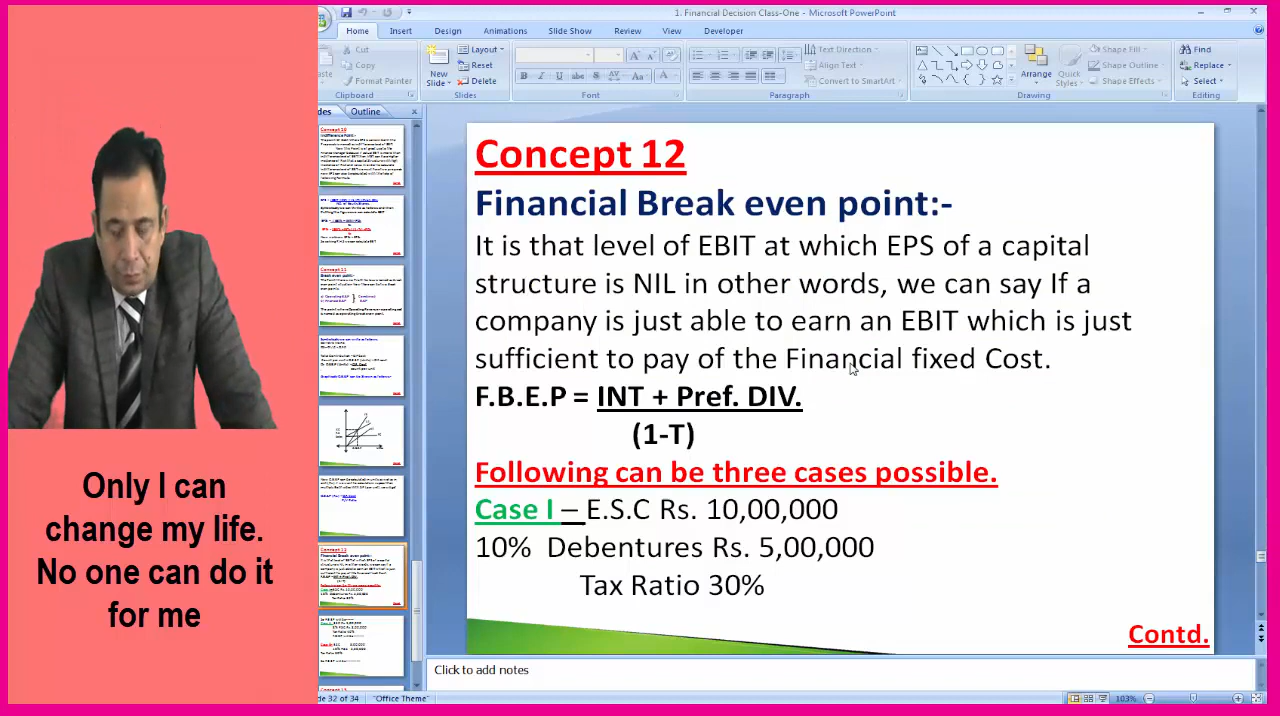 1. Financial Decision Class-One - Microsoft PowerPoint
Home Insert Design Animations Slide Show Review View Developer
Cut
Copy
Format Painter
Clipboard
New
Slide
Layout
Reset
Delete
Slides
Font
Text Direction
Align Text
Convert to SmartArt
Paragraph
Arrange
Quick
Styles
Shape Fill
Shape Outline
Shape Effects
Drawing
Find
Replace
Select
Editing
Outline
Concept 12
Financial Break even point:-
It is that level of EBIT at which EPS of a capital
structure is NIL in other words, we can say If a
company is just able to earn an EBIT which is just
sufficient to pay of the financial fixed Cost.
F.B.E.P = INT + Pref. DIV.
(1-T)
Following can be three cases possible.
Case I – E.S.C Rs. 10,00,000
10% Debentures Rs. 5,00,000
Tax Ratio 30%
Contd.
Only I can
change my life.
No one can do it
for me
Click to add notes
de 32 of 34 "Office Theme" 103%